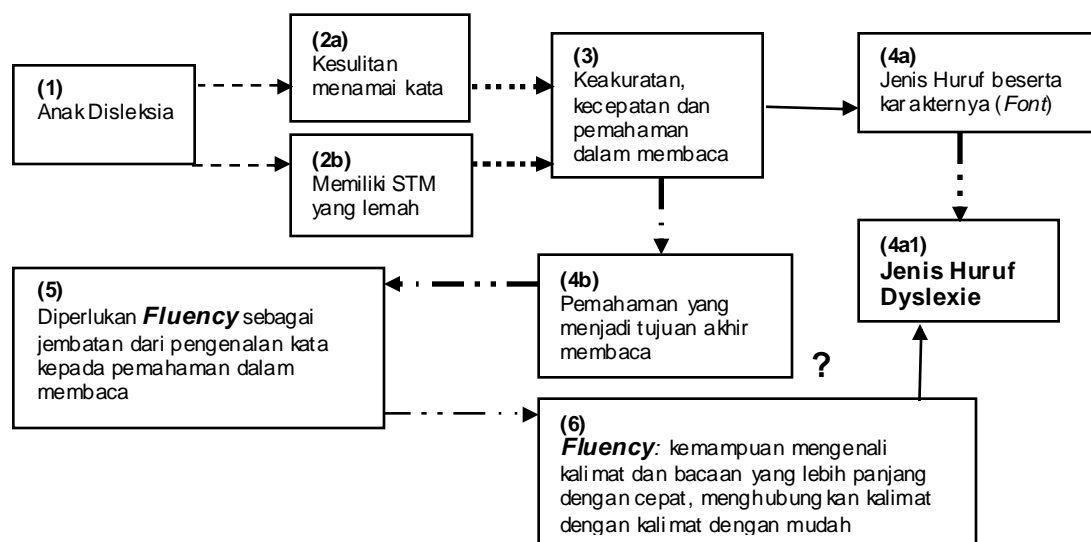 (1)
Anak Disleksia
(2a)
Kesulitan
menamai kata
(2b)
Memiliki STM
yang lemah
(3)
Keakuratan,
kecepatan dan
pemahaman
dalam membaca
(4a)
Jenis Huruf beserta
karakternya (Font)
(4a1)
Jenis Huruf
Dyslexie
(4b)
Pemahaman yang
menjadi tujuan akhir
membaca
?
(5)
Diperlukan Fluency sebagai
jembatan dari pengenalan kata
kepada pemahaman dalam
membaca
(6)
Fluency: kemampuan mengenali
kalimat dan bacaan yang lebih panjang
dengan cepat, menghubungkan kalimat
dengan kalimat dengan mudah